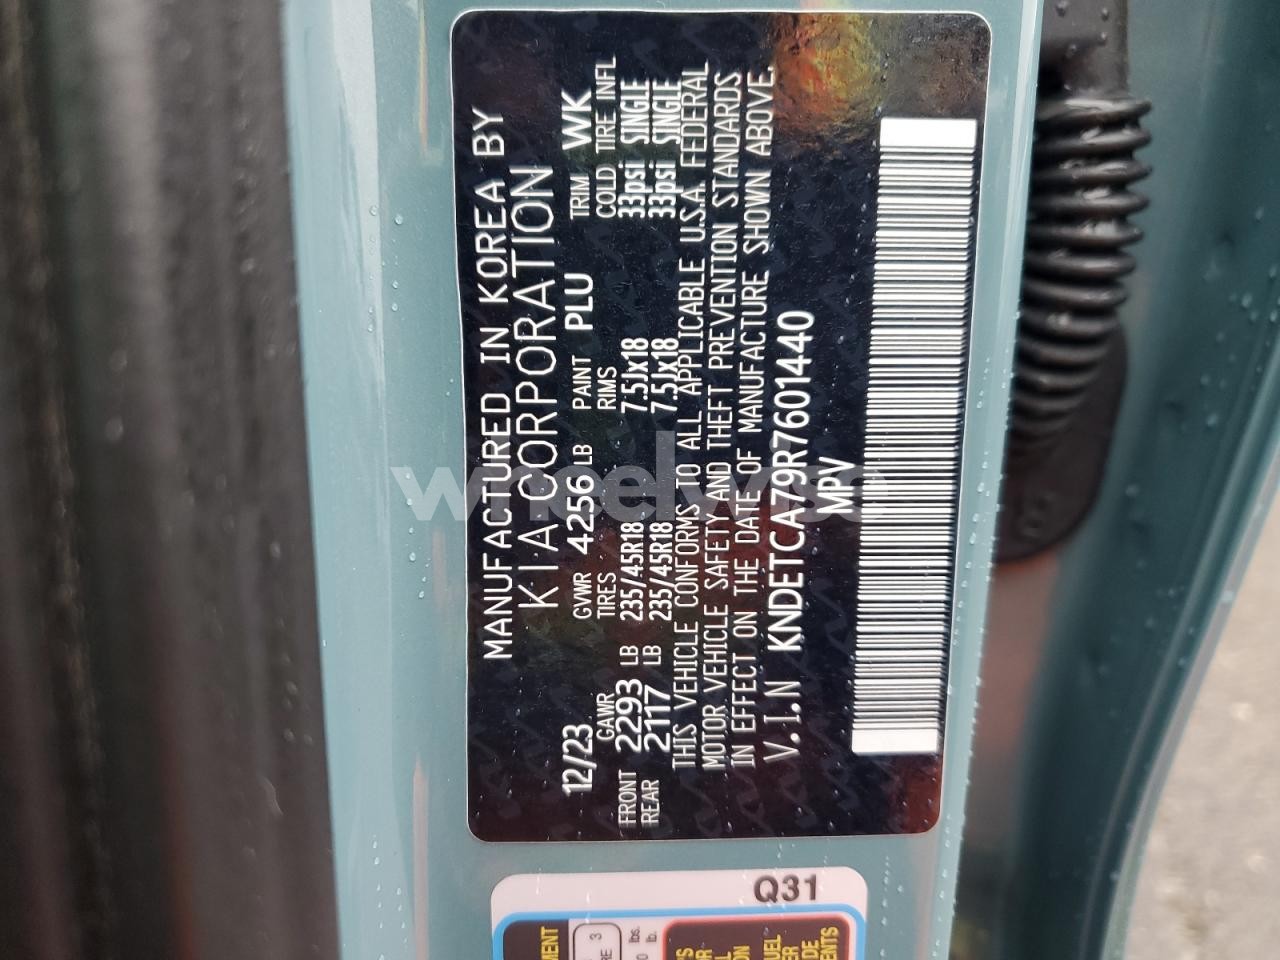 MANUFACTURED IN KOREA BY
KIA CORPORATION
12/23 GVWR 4256 LB PAINT PLU TRIM WK
GAWR TIRES RIMS COLD TIRE INFL
FRONT 2293 LB 235/45R18 7.5Jx18 33psi SINGLE
REAR 2117 LB 235/45R18 7.5Jx18 33psi SINGLE
THIS VEHICLE CONFORMS TO ALL APPLICABLE U.S.A. FEDERAL
MOTOR VEHICLE SAFETY AND THEFT PREVENTION STANDARDS
IN EFFECT ON THE DATE OF MANUFACTURE SHOWN ABOVE.
V.I.N KNDETCA79R7601440
MPV
wheelwise
Q31